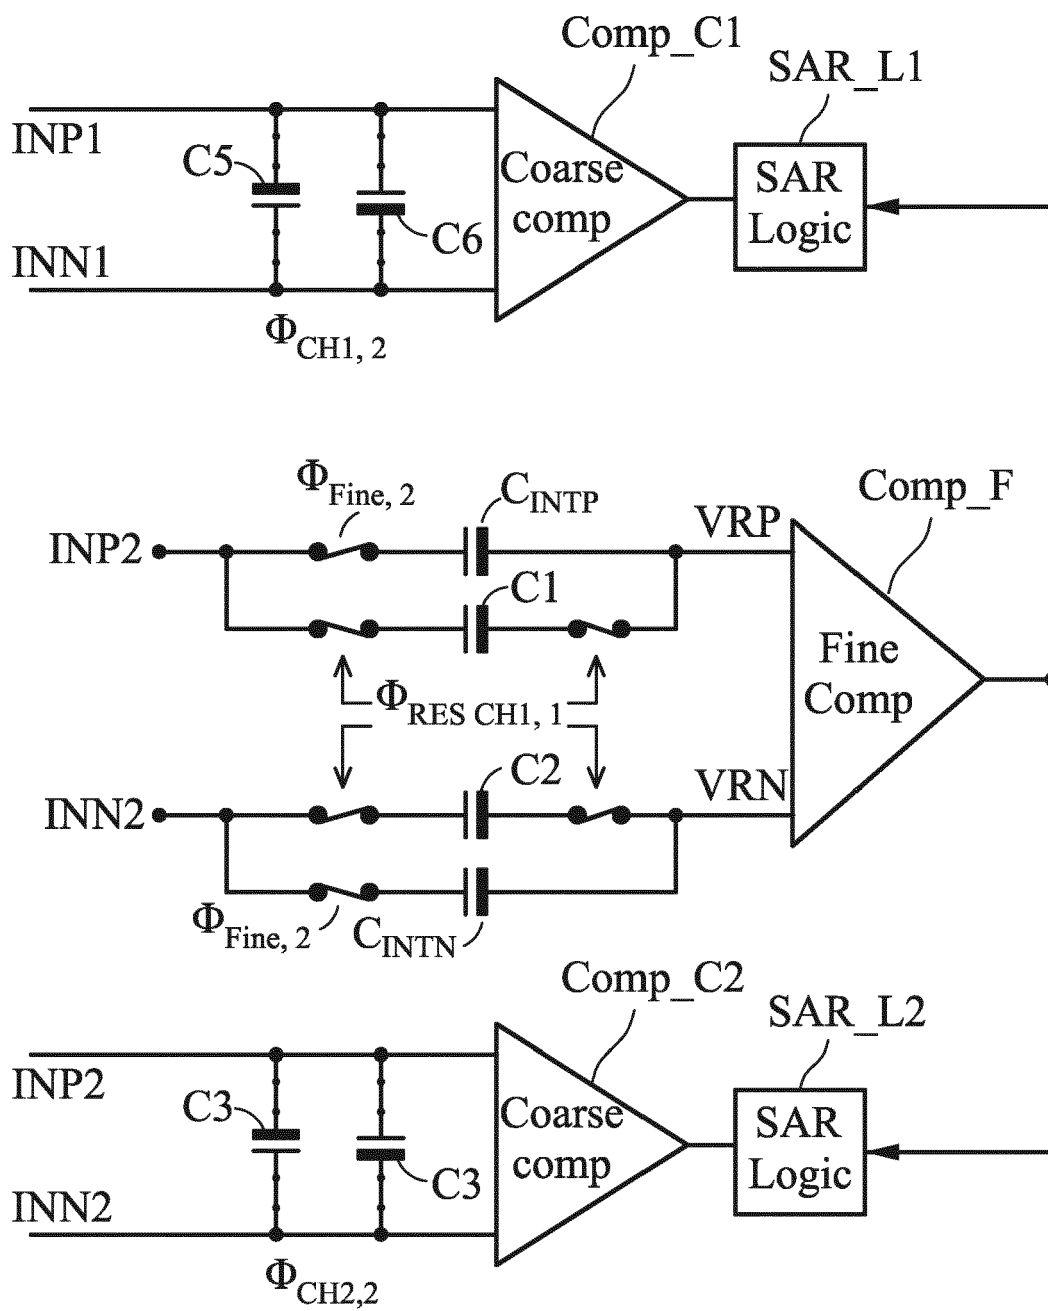 Comp_C1
SAR_L1
INP1
C5
Coarse
comp
SAR
Logic
C6
INN1
Φ_CH1, 2
Φ_Fine, 2
C_INTP
Comp_F
INP2
VRP
C1
Fine
Comp
Φ_RES CH1, 1
C2
VRN
INN2
Φ_Fine, 2
C_INTN
Comp_C2
SAR_L2
INP2
C3
Coarse
comp
SAR
Logic
C3
INN2
Φ_CH2,2